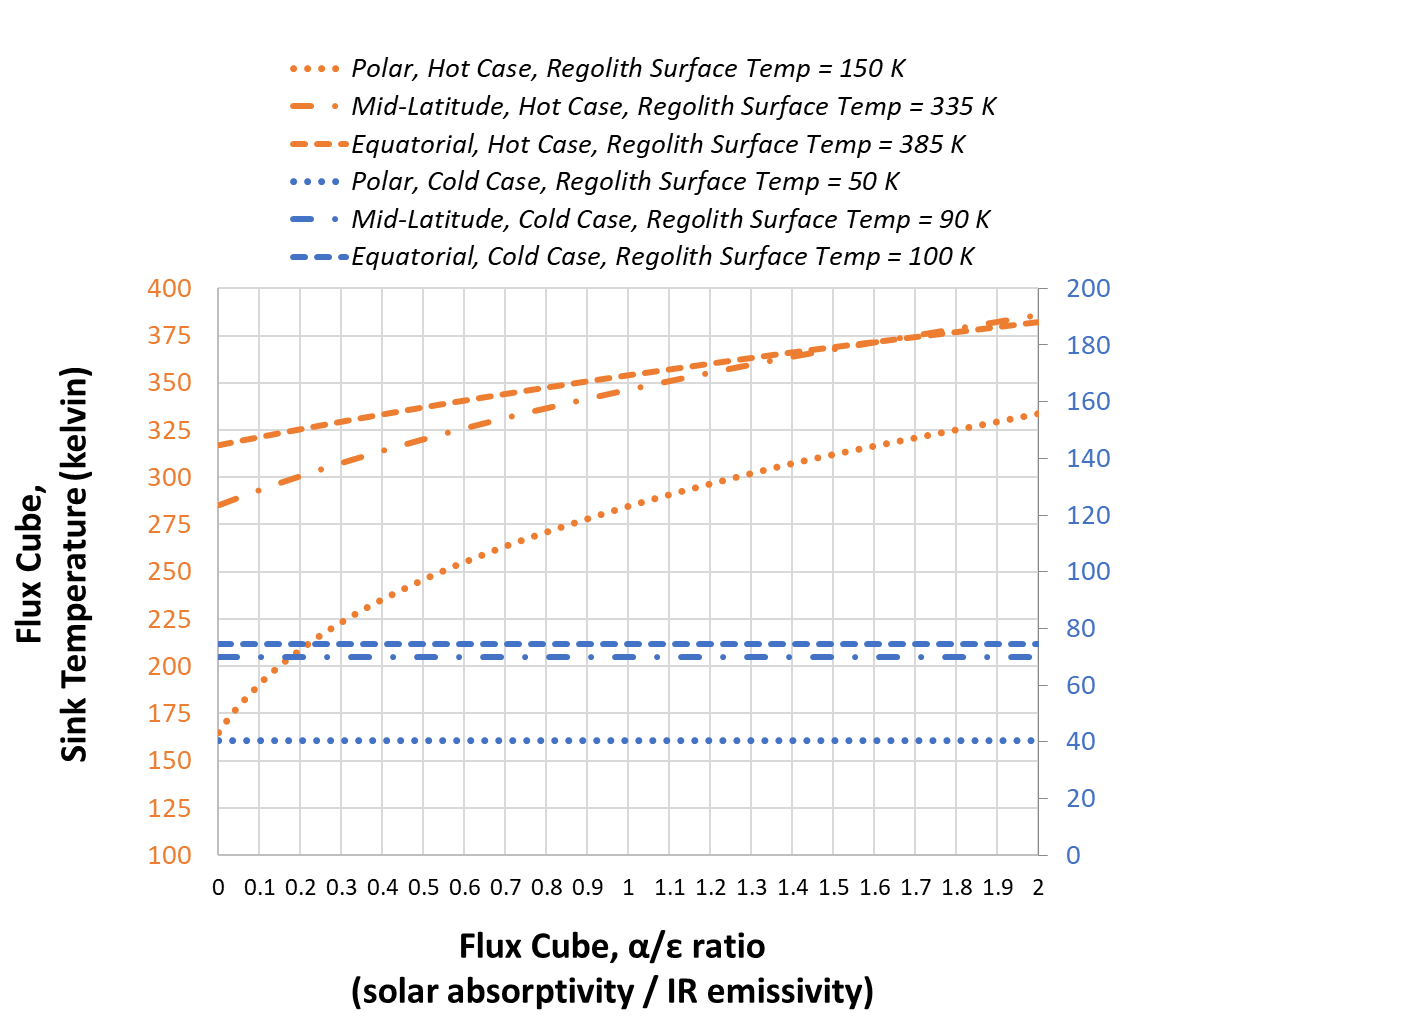 Polar, Hot Case, Regolith Surface Temp = 150 K
Mid-Latitude, Hot Case, Regolith Surface Temp = 335 K
Equatorial, Hot Case, Regolith Surface Temp = 385 K
Polar, Cold Case, Regolith Surface Temp = 50 K
Mid-Latitude, Cold Case, Regolith Surface Temp = 90 K
Equatorial, Cold Case, Regolith Surface Temp = 100 K
Flux Cube,
Sink Temperature (kelvin)
400
375
350
325
300
275
250
225
200
175
150
125
100
200
180
160
140
120
100
80
60
40
20
0
0 0.1 0.2 0.3 0.4 0.5 0.6 0.7 0.8 0.9 1 1.1 1.2 1.3 1.4 1.5 1.6 1.7 1.8 1.9 2
Flux Cube, α/ε ratio
(solar absorptivity / IR emissivity)